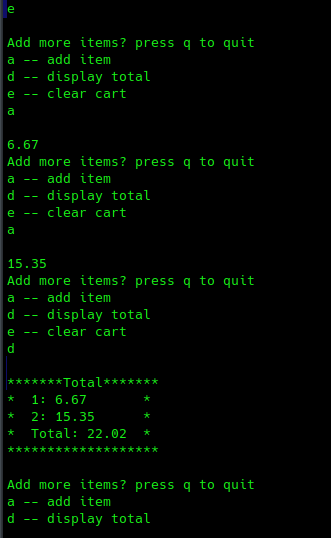 e
Add more items? press q to quit
a -- add item
d -- display total
e -- clear cart
a
6.67
Add more items? press q to quit
a -- add item
d -- display total
e -- clear cart
a
15.35
Add more items? press q to quit
a -- add item
d -- display total
e -- clear cart
d
*******Total*******
*  1: 6.67       *
*  2: 15.35      *
*  Total: 22.02  *
*******************
Add more items? press q to quit
a -- add item
d -- display total